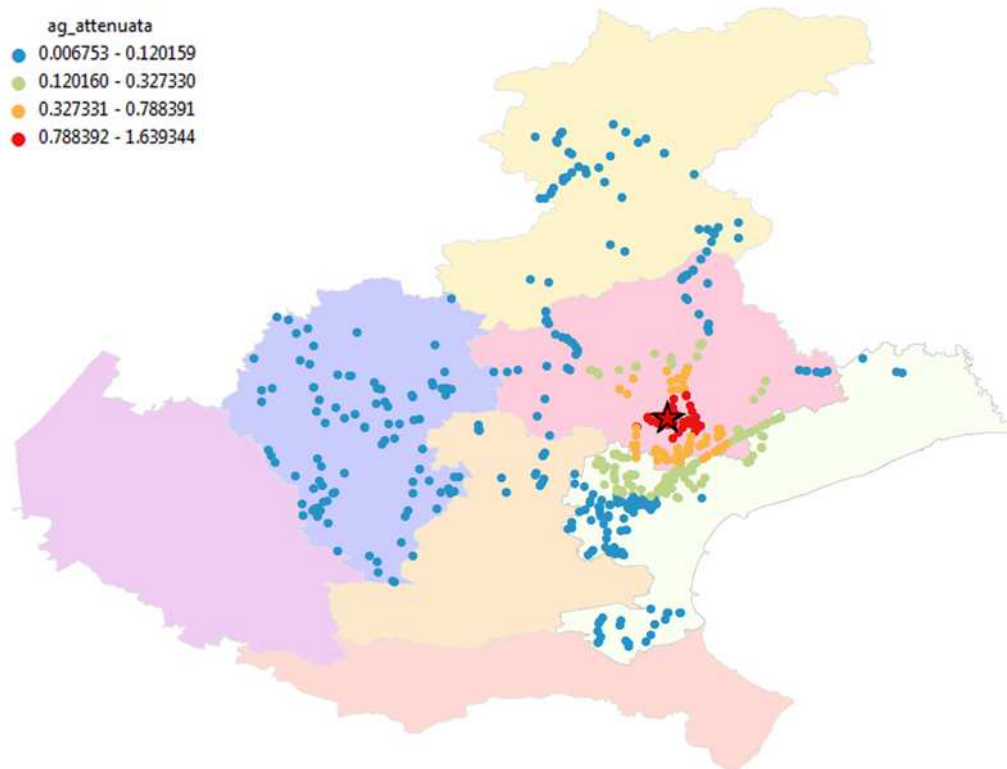 ag_attenuata
0.006753 - 0.120159
0.120160 - 0.327330
0.327331 - 0.788391
0.788392 - 1.639344